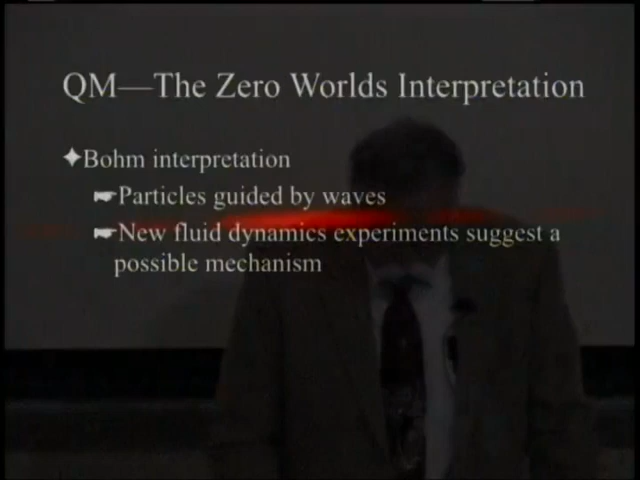 QM—The Zero Worlds Interpretation
Bohm interpretation
Particles guided by waves
New fluid dynamics experiments suggest a
possible mechanism